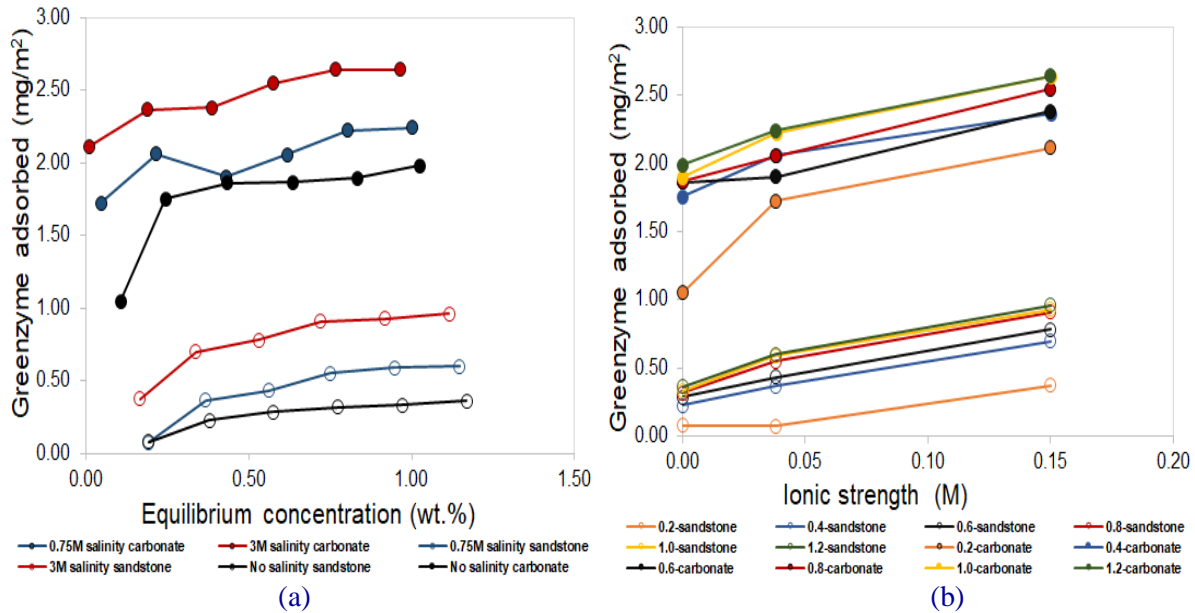 Greenzyme adsorbed (mg/m²)
3.00
2.50
2.00
1.50
1.00
0.50
0.00
0.00 0.50 1.00 1.50
Equilibrium concentration (wt.%)
0.75M salinity carbonate 3M salinity carbonate 0.75M salinity sandstone
3M salinity sandstone No salinity sandstone No salinity carbonate
(a)
Greenzyme adsorbed (mg/m²)
3.00
2.50
2.00
1.50
1.00
0.50
0.00
0.00 0.05 0.10 0.15 0.20
Ionic strength (M)
0.2-sandstone 0.4-sandstone 0.6-sandstone 0.8-sandstone
1.0-sandstone 1.2-sandstone 0.2-carbonate 0.4-carbonate
0.6-carbonate 0.8-carbonate 1.0-carbonate 1.2-carbonate
(b)